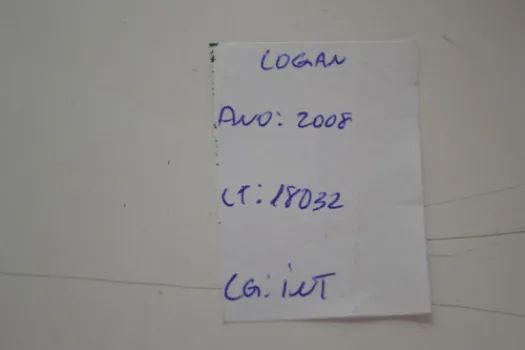 LOGAN
ANO: 2008
CT: 18032
CG: INT